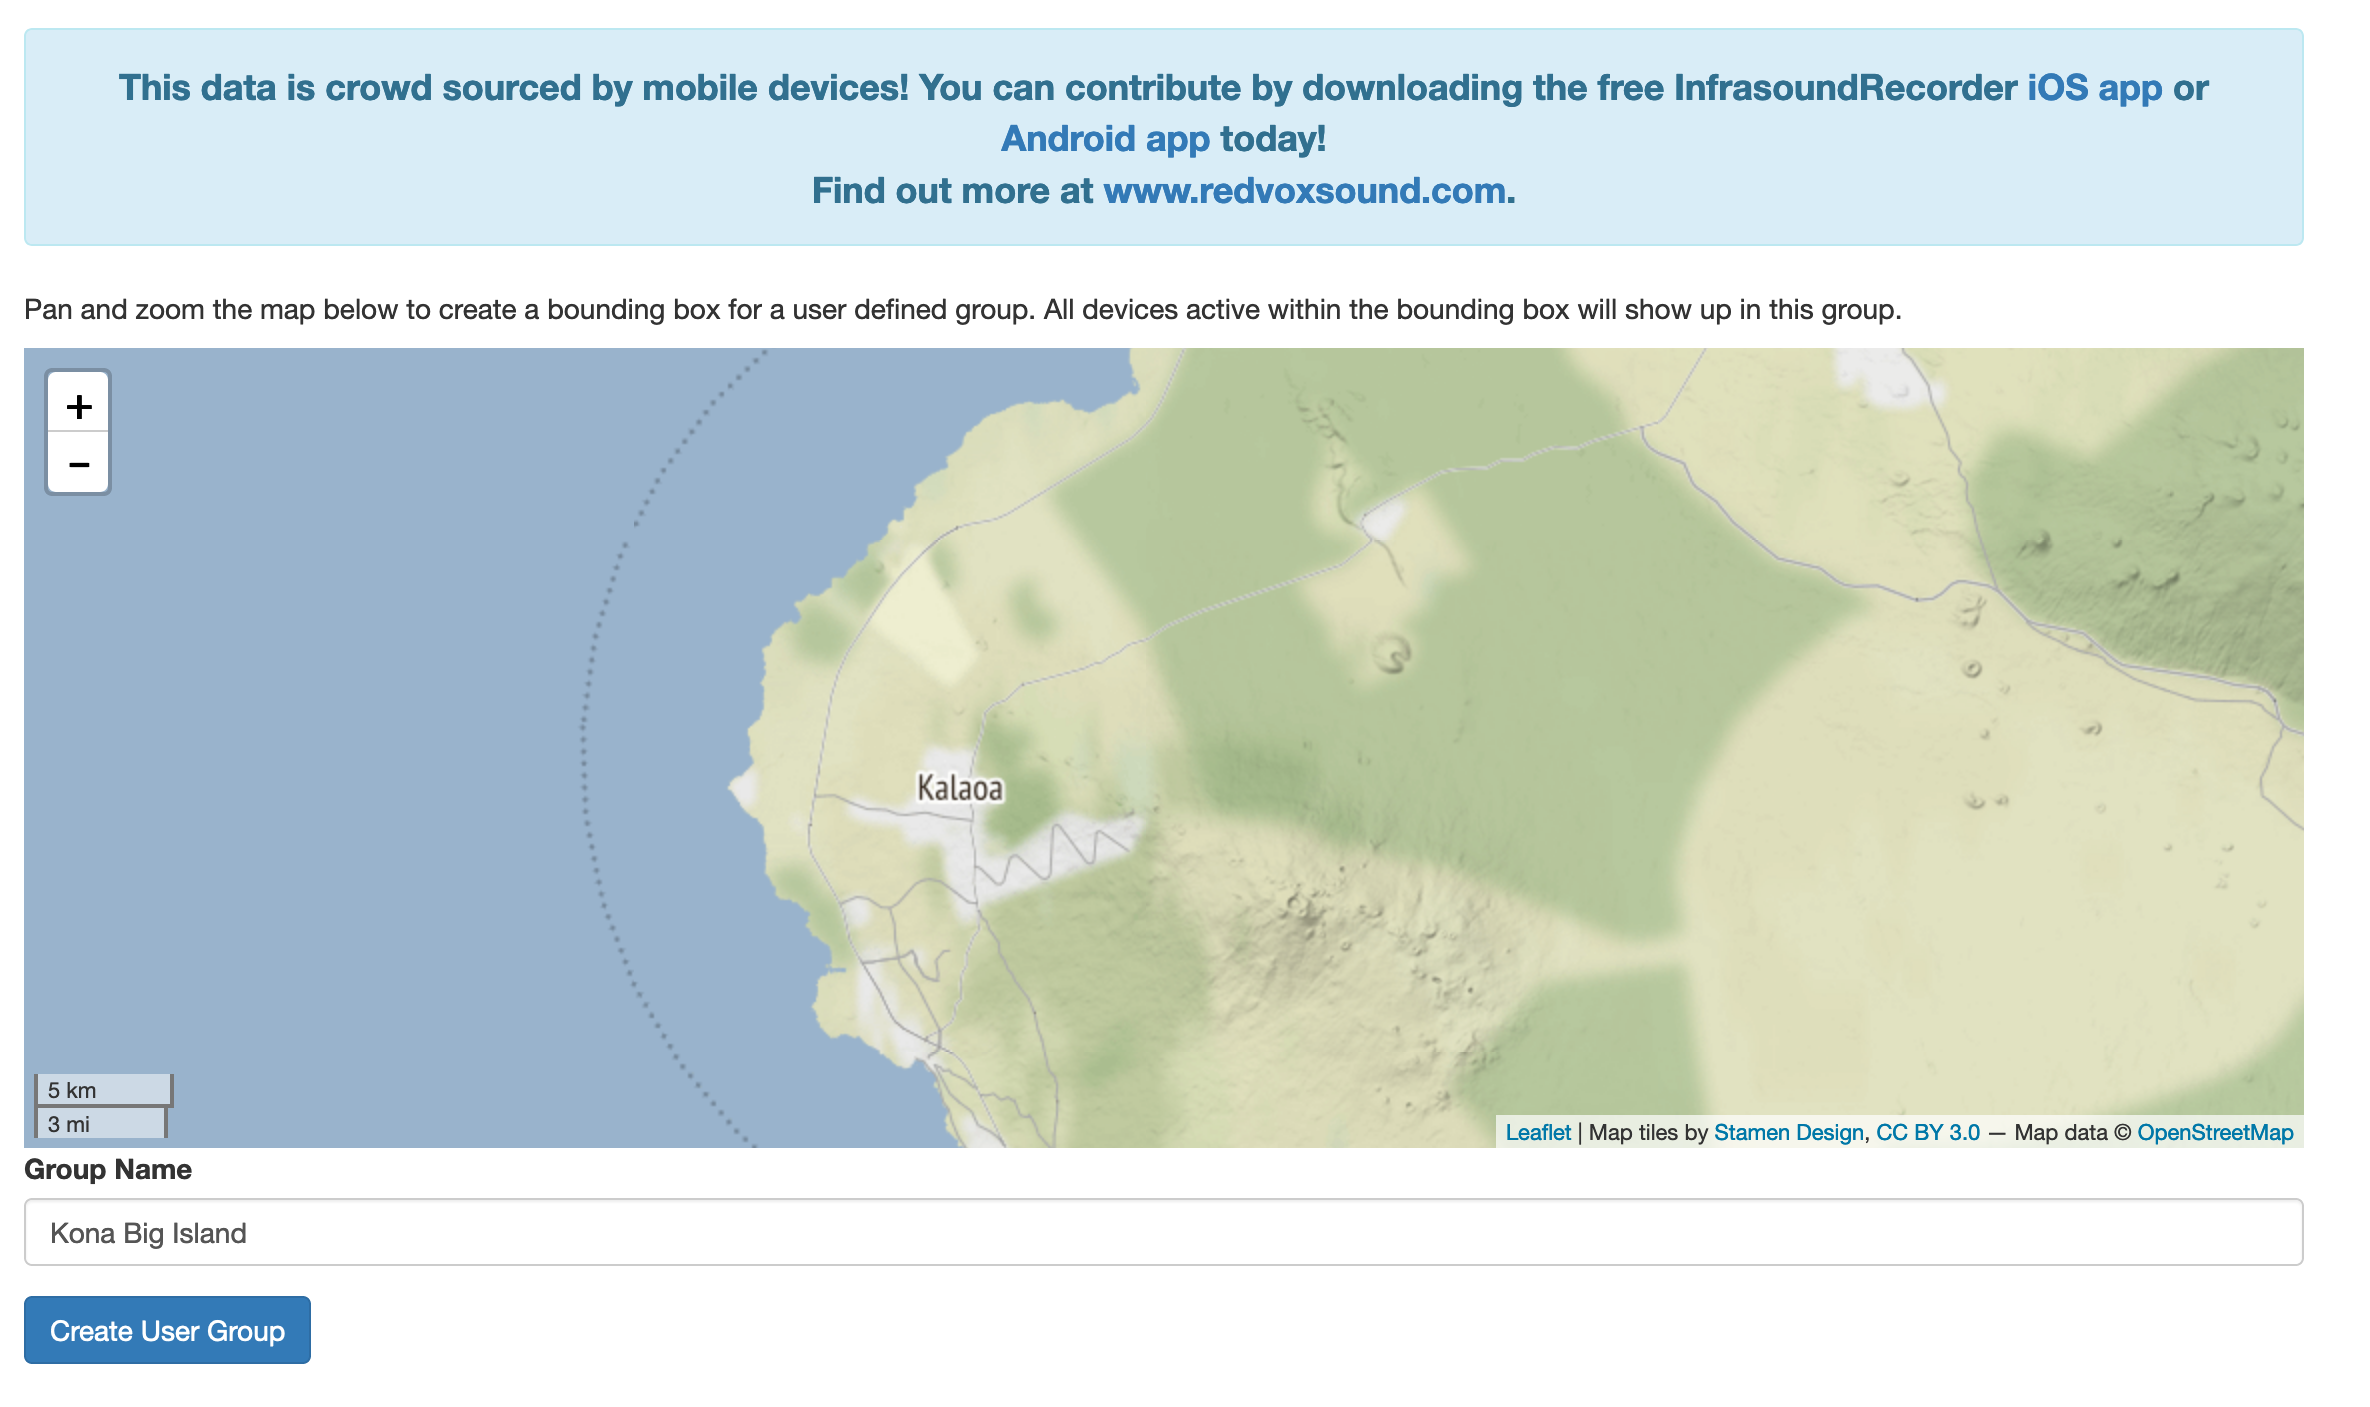 This data is crowd sourced by mobile devices! You can contribute by downloading the free InfrasoundRecorder iOS app or
Android app today!
Find out more at www.redvoxsound.com.
Pan and zoom the map below to create a bounding box for a user defined group. All devices active within the bounding box will show up in this group.
+
−
Kalaoa
5 km
3 mi
Leaflet | Map tiles by Stamen Design, CC BY 3.0 — Map data © OpenStreetMap
Group Name
Kona Big Island
Create User Group